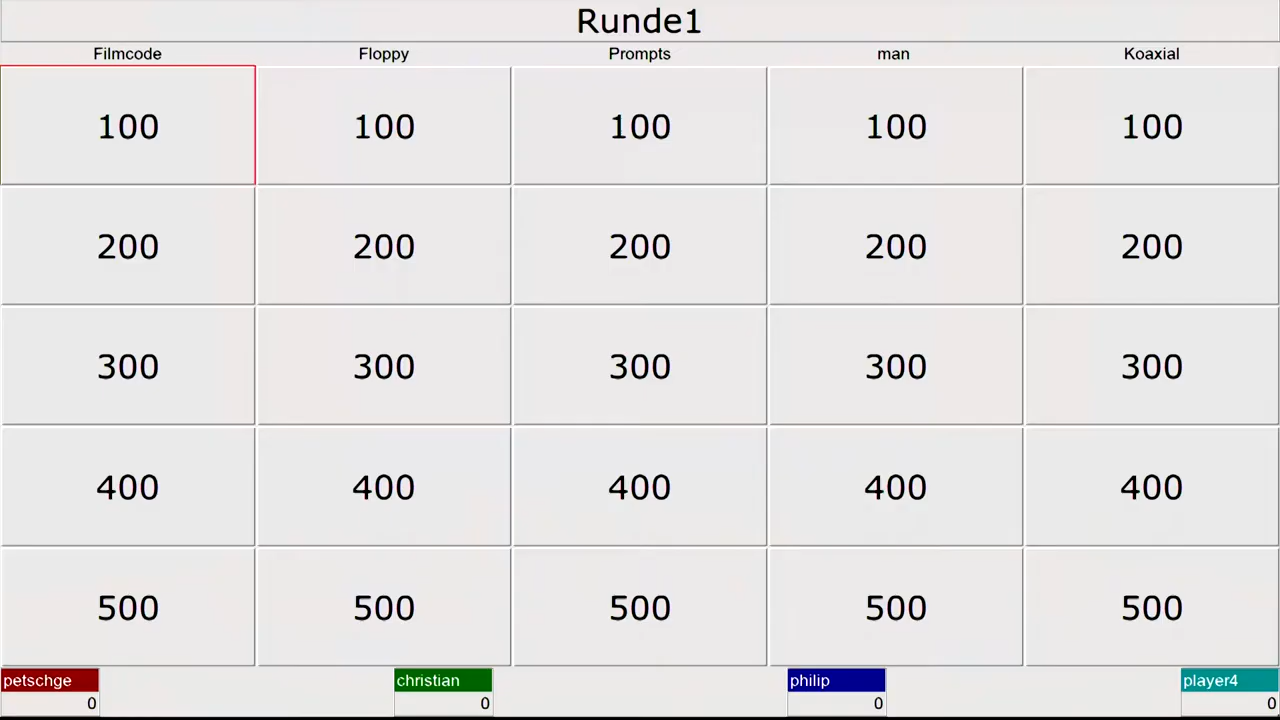 Runde1
Filmcode Floppy Prompts man Koaxial
100 100 100 100 100
200 200 200 200 200
300 300 300 300 300
400 400 400 400 400
500 500 500 500 500
petschge christian philip player4
0 0 0 0